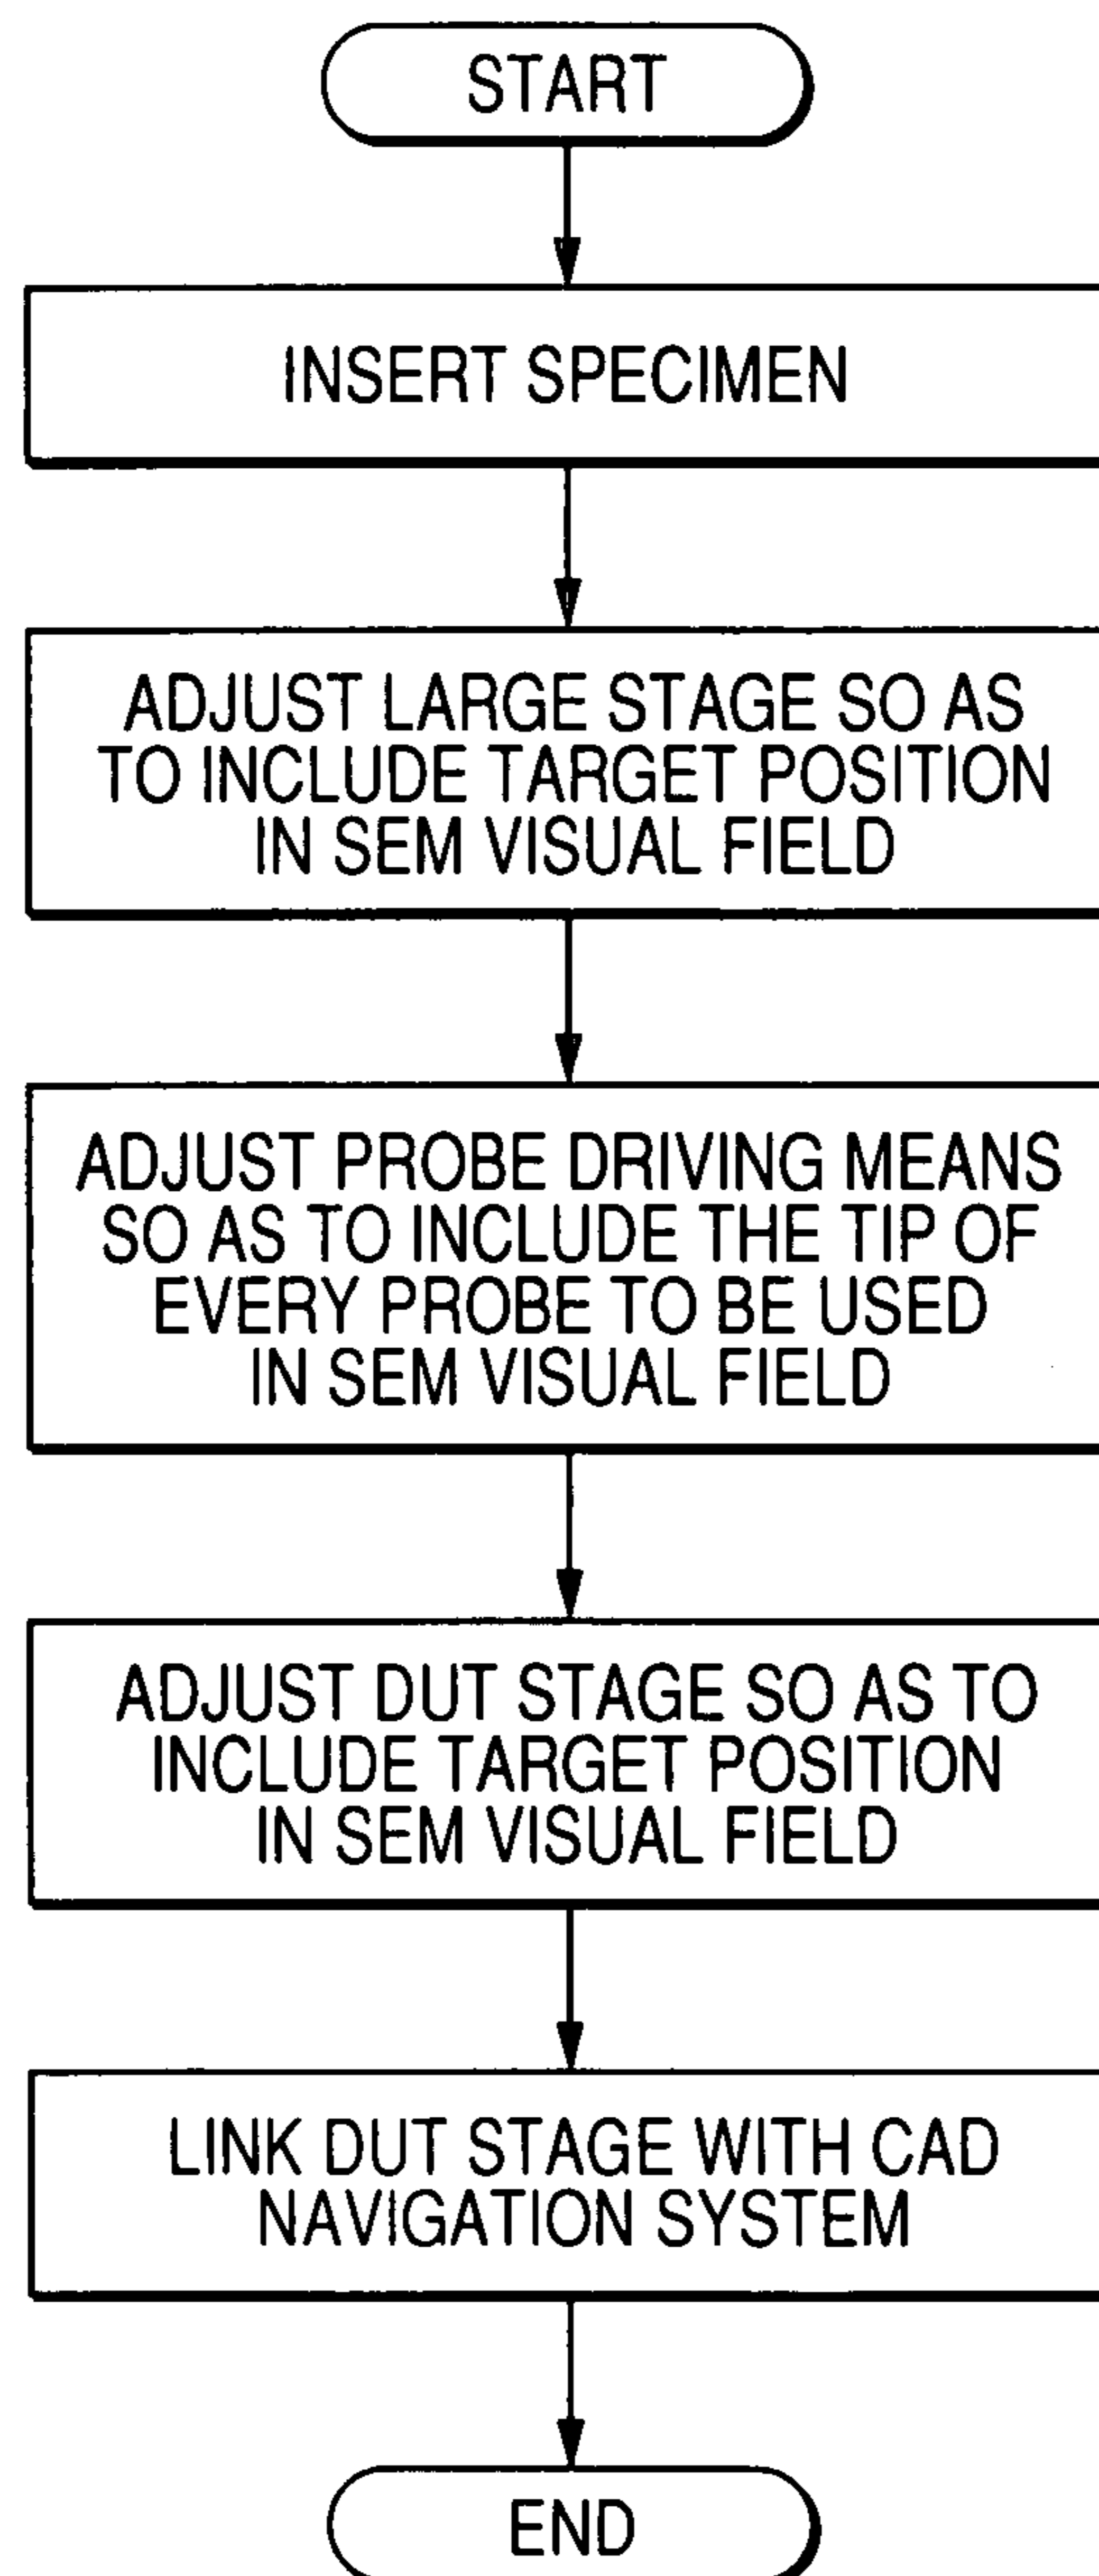 START
INSERT SPECIMEN
ADJUST LARGE STAGE SO AS
TO INCLUDE TARGET POSITION
IN SEM VISUAL FIELD
ADJUST PROBE DRIVING MEANS
SO AS TO INCLUDE THE TIP OF
EVERY PROBE TO BE USED
IN SEM VISUAL FIELD
ADJUST DUT STAGE SO AS TO
INCLUDE TARGET POSITION
IN SEM VISUAL FIELD
LINK DUT STAGE WITH CAD
NAVIGATION SYSTEM
END